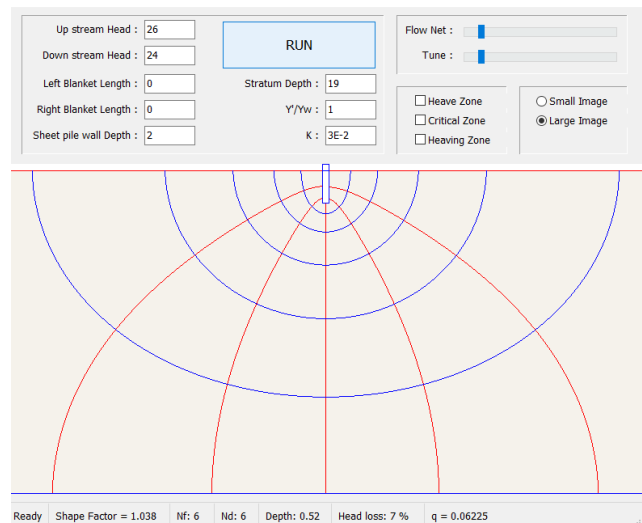 Up stream Head : 26
Down stream Head : 24
Left Blanket Length : 0
Right Blanket Length : 0
Sheet pile wall Depth : 2
RUN
Stratum Depth : 19
Y'/Yw : 1
K : 3E-2
Flow Net :
Tune :
Heave Zone
Critical Zone
Heaving Zone
Small Image
Large Image
Ready Shape Factor = 1.038 Nf: 6 Nd: 6 Depth: 0.52 Head loss: 7 % q = 0.06225